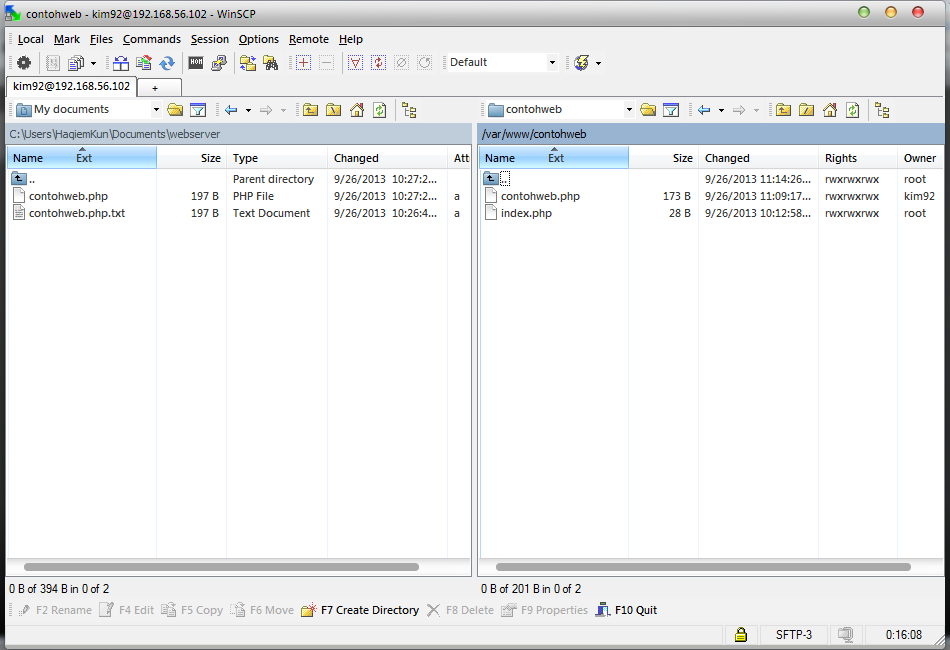 contohweb - kim92@192.168.56.102 - WinSCP
Local Mark Files Commands Session Options Remote Help
Default
kim92@192.168.56.102 +
My documents contohweb
C:\Users\HaqiemKun\Documents\webserver /var/www/contohweb
Name Ext Size Type Changed Att Name Ext Size Changed Rights Owner
.. Parent directory 9/26/2013 10:27:2... .. 9/26/2013 11:14:26... rwxrwxrwx root
contohweb.php 197 B PHP File 9/26/2013 10:27:2... a contohweb.php 173 B 9/26/2013 11:09:17... rwxrwxrwx kim92
contohweb.php.txt 197 B Text Document 9/26/2013 10:26:4... a index.php 28 B 9/26/2013 10:12:58... rwxrwxrwx root
0 B of 394 B in 0 of 2 0 B of 201 B in 0 of 2
F2 Rename F4 Edit F5 Copy F6 Move F7 Create Directory F8 Delete F9 Properties F10 Quit
SFTP-3 0:16:08